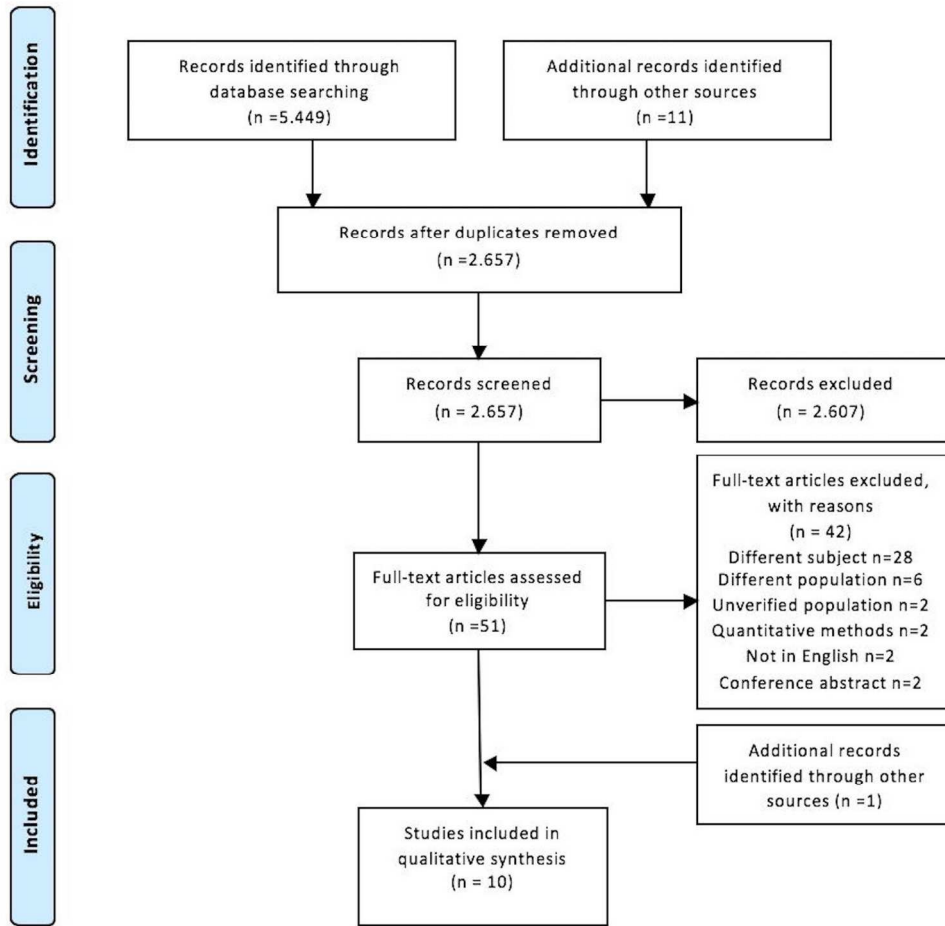 Identification
Records identified through
database searching
(n =5.449)
Additional records identified
through other sources
(n =11)
Records after duplicates removed
(n =2.657)
Screening
Records screened
(n = 2.657)
Records excluded
(n = 2.607)
Eligibility
Full-text articles assessed
for eligibility
(n =51)
Full-text articles excluded,
with reasons
(n = 42)
Different subject n=28
Different population n=6
Unverified population n=2
Quantitative methods n=2
Not in English n=2
Conference abstract n=2
Included
Additional records
identified through other
sources (n =1)
Studies included in
qualitative synthesis
(n = 10)